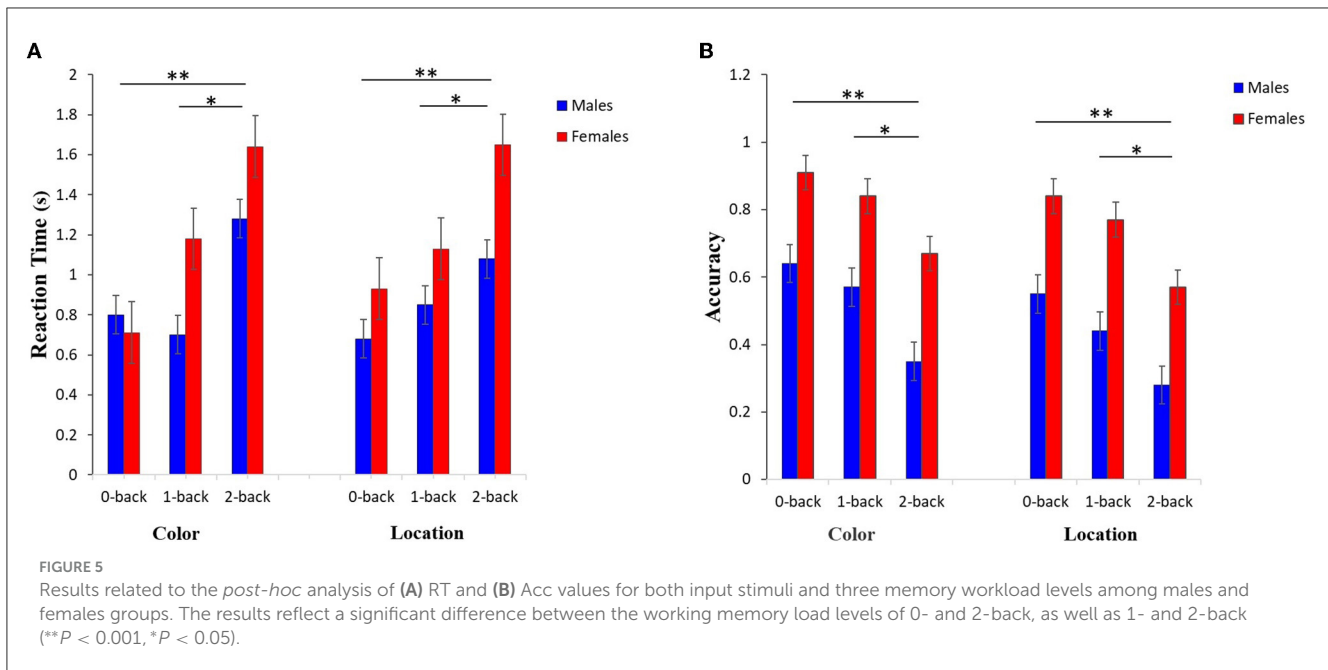 A
Reaction Time (s)
2
1.8
1.6
1.4
1.2
1
0.8
0.6
0.4
0.2
0
**
*
**
*
Males
Females
0-back 1-back 2-back 0-back 1-back 2-back
Color Location
B
Accuracy
1.2
1
0.8
0.6
0.4
0.2
0
**
*
**
*
Males
Females
0-back 1-back 2-back 0-back 1-back 2-back
Color Location
FIGURE 5
Results related to the post-hoc analysis of (A) RT and (B) Acc values for both input stimuli and three memory workload levels among males and
females groups. The results reflect a significant difference between the working memory load levels of 0- and 2-back, as well as 1- and 2-back
(**P < 0.001, *P < 0.05).